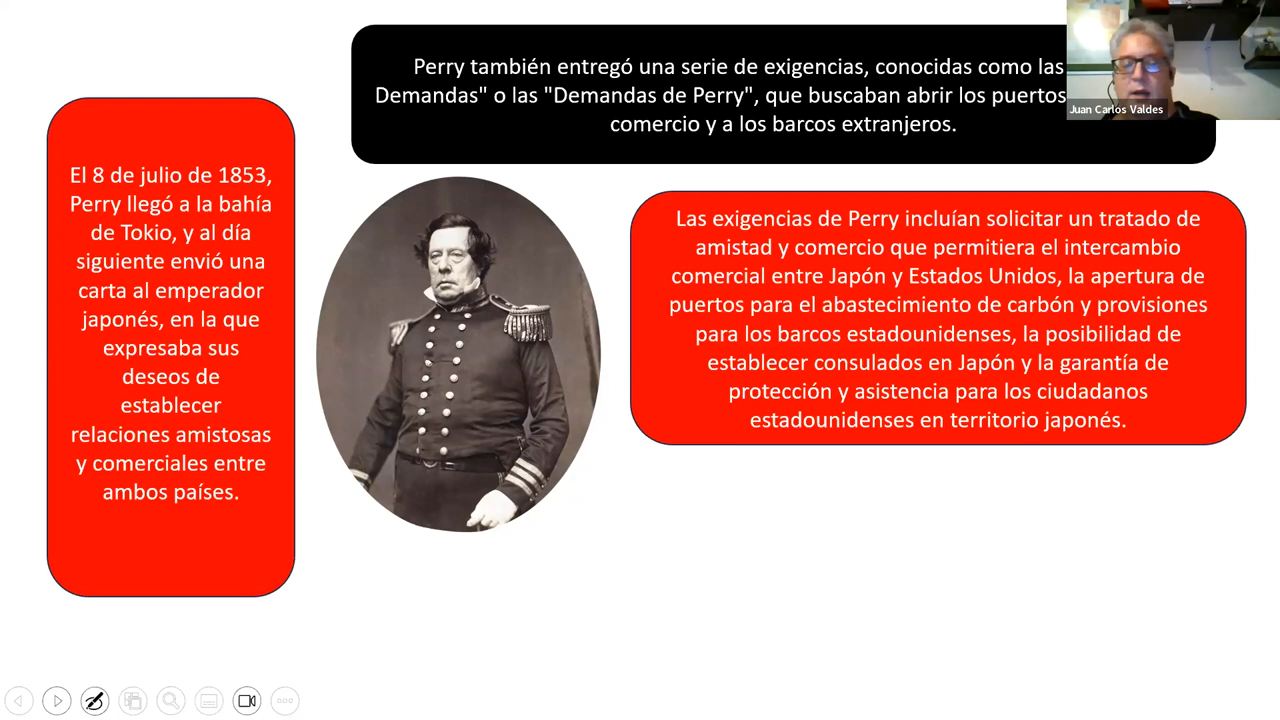 Perry también entregó una serie de exigencias, conocidas como las
Demandas" o las "Demandas de Perry", que buscaban abrir los puertos
comercio y a los barcos extranjeros.
Juan Carlos Valdes
El 8 de julio de 1853,
Perry llegó a la bahía
de Tokio, y al día
siguiente envió una
carta al emperador
japonés, en la que
expresaba sus
deseos de
establecer
relaciones amistosas
y comerciales entre
ambos países.
Las exigencias de Perry incluían solicitar un tratado de
amistad y comercio que permitiera el intercambio
comercial entre Japón y Estados Unidos, la apertura de
puertos para el abastecimiento de carbón y provisiones
para los barcos estadounidenses, la posibilidad de
establecer consulados en Japón y la garantía de
protección y asistencia para los ciudadanos
estadounidenses en territorio japonés.